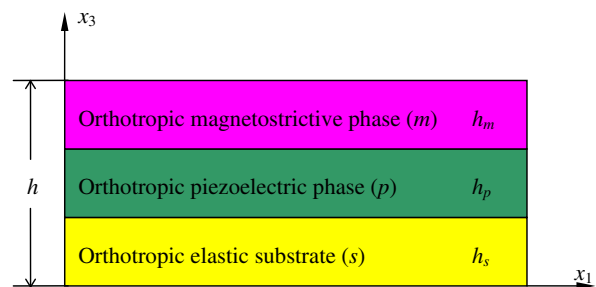 x₃
Orthotropic magnetostrictive phase (m) hₘ
h
Orthotropic piezoelectric phase (p) hₚ
Orthotropic elastic substrate (s) hₛ
x₁